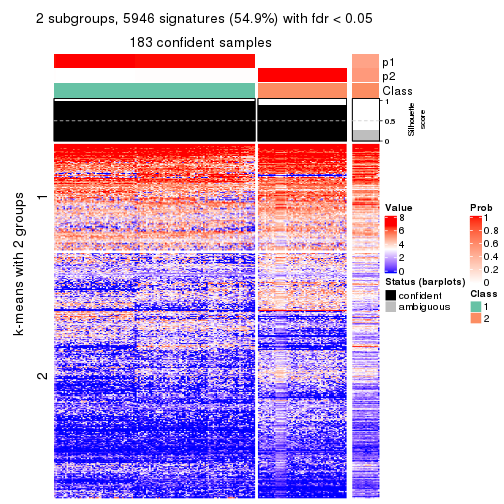 2 subgroups, 5946 signatures (54.9%) with fdr < 0.05
183 confident samples
p1
p2
Class
1
0.5
0
Silhouette
score
k-means with 2 groups
1
2
Value
8
6
4
2
0
Status (barplots)
confident
ambiguous
Prob
1
0.8
0.6
0.4
0.2
0
Class
1
2